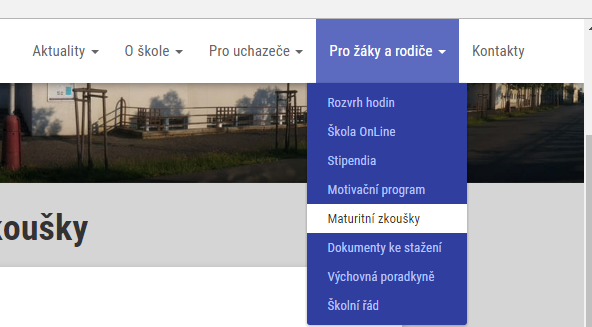 Aktuality
O škole
Pro uchazeče
Pro žáky a rodiče
Kontakty
Rozvrh hodin
Škola OnLine
Stipendia
Motivační program
Maturitní zkoušky
Dokumenty ke stažení
Výchovná poradkyně
Školní řád
koušky